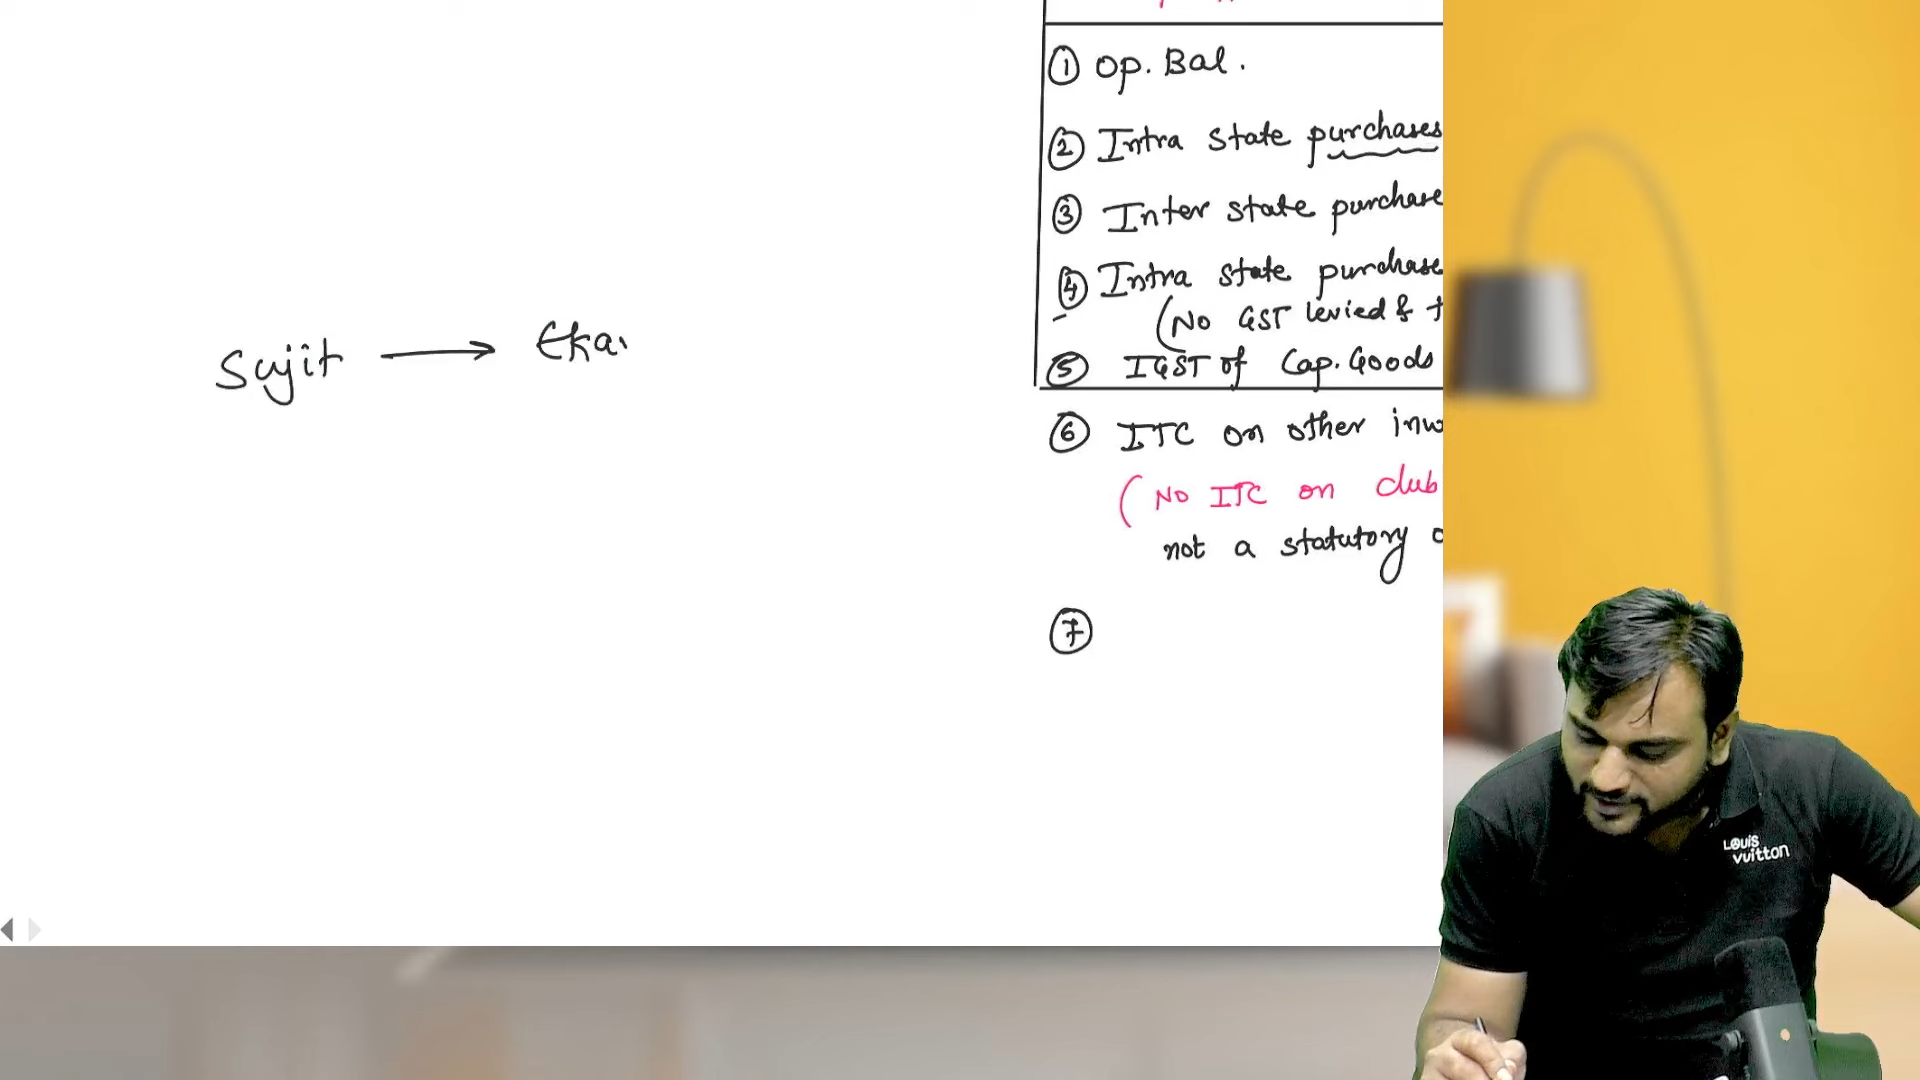 ① Op. Bal.
② Intra state purchases
③ Inter state purchase
④ Intra state purchase
(No GST levied &
⑤ IGST of Cap. Goods
Sujit → Eka
⑥ ITC on other inw
(No ITC on club
not a statutory
⑦
Louis
Vuitton